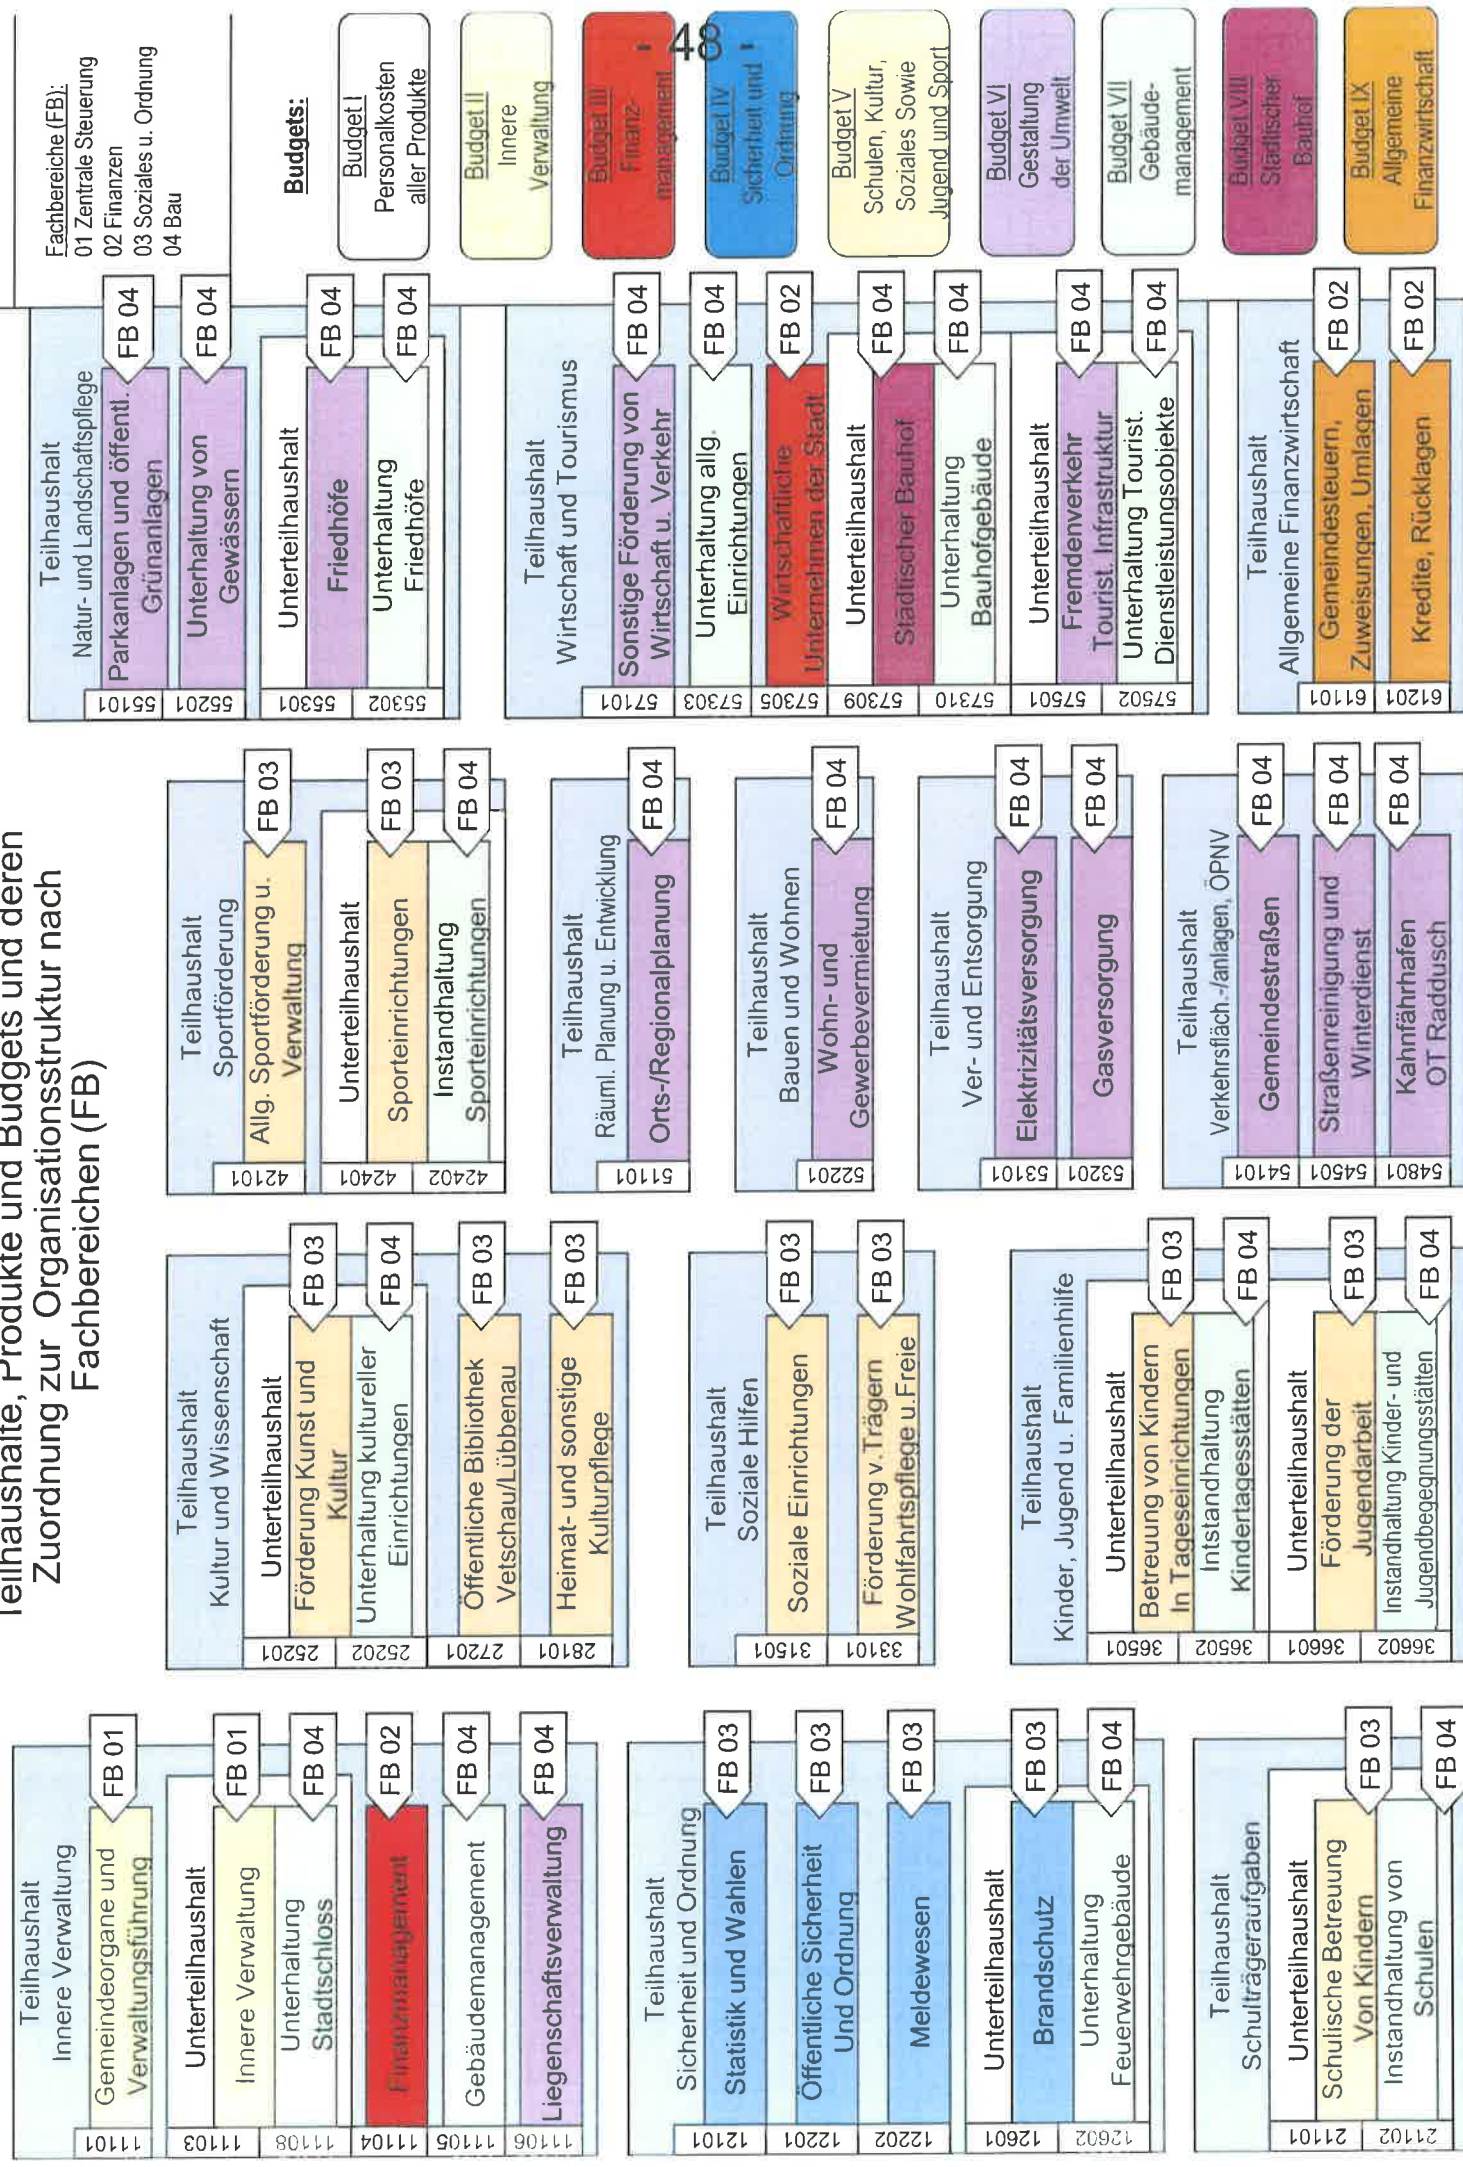 Teilhaushalte, Produkte und Budgets und deren
Zuordnung zur Organisationsstruktur nach
Fachbereichen (FB)
Fachbereiche (FB):
01 Zentrale Steuerung
02 Finanzen
03 Soziales u. Ordnung
04 Bau
Teilhaushalt
Innere Verwaltung
11101
Gemeindeorgane und
Verwaltungsführung
FB 01
Unterteilhaushalt
11103
Innere Verwaltung
FB 01
11108
Unterhaltung
Stadtschloss
FB 04
11104
Finanzmanagement
FB 02
11105
Gebäudemanagement
FB 04
11106
Liegenschaftsverwaltung
FB 04
Teilhaushalt
Sicherheit und Ordnung
12101
Statistik und Wahlen
FB 03
12201
Öffentliche Sicherheit
Und Ordnung
FB 03
12202
Meldewesen
FB 03
Unterteilhaushalt
12601
Brandschutz
FB 03
12602
Unterhaltung
Feuerwehrgebäude
FB 04
Teilhaushalt
Schulträgeraufgaben
Unterteilhaushalt
21101
Schulische Betreuung
Von Kindern
FB 03
21102
Instandhaltung von
Schulen
FB 04
Teilhaushalt
Kultur und Wissenschaft
Unterteilhaushalt
25201
Förderung Kunst und
Kultur
FB 03
25202
Unterhaltung kultureller
Einrichtungen
FB 04
27201
Öffentliche Bibliothek
Vetschau/Lübbenau
FB 03
28101
Heimat- und sonstige
Kulturpflege
FB 03
Teilhaushalt
Soziale Hilfen
31501
Soziale Einrichtungen
FB 03
33101
Förderung v. Trägern
Wohlfahrtspflege u. Freie
FB 03
Teilhaushalt
Kinder, Jugend u. Familienhilfe
Unterteilhaushalt
36501
Betreuung von Kindern
In Tageseinrichtungen
FB 03
36502
Intstandhaltung
Kindertagesstätten
FB 04
Unterteilhaushalt
36601
Förderung der
Jugendarbeit
FB 03
36602
Instandhaltung Kinder- und
Jugendbegegnungsstätten
FB 04
Teilhaushalt
Sportförderung
42101
Allg. Sportförderung u.
Verwaltung
FB 03
Unterteilhaushalt
42401
Sporteinrichtungen
FB 03
42402
Instandhaltung
Sporteinrichtungen
FB 04
Teilhaushalt
Räuml. Planung u. Entwicklung
51101
Orts-/Regionalplanung
FB 04
Teilhaushalt
Bauen und Wohnen
52201
Wohn- und
Gewerbevermietung
FB 04
Teilhaushalt
Ver- und Entsorgung
53101
Elektrizitätsversorgung
FB 04
53201
Gasversorgung
FB 04
Teilhaushalt
Verkehrsfläch.-/anlagen, ÖPNV
54101
Gemeindestraßen
FB 04
54501
Straßenreinigung und
Winterdienst
FB 04
54801
Kahnfährhafen
OT Raddusch
FB 04
Teilhaushalt
Natur- und Landschaftspflege
55101
Parkanlagen und öffentl.
Grünanlagen
FB 04
55201
Unterhaltung von
Gewässern
FB 04
Unterteilhaushalt
55301
Friedhöfe
FB 04
55302
Unterhaltung
Friedhöfe
FB 04
Teilhaushalt
Wirtschaft und Tourismus
57101
Sonstige Förderung von
Wirtschaft u. Verkehr
FB 04
57303
Unterhaltung allg.
Einrichtungen
FB 04
57305
Wirtschaftliche
Unternehmen der Stadt
FB 02
Unterteilhaushalt
57309
Städtischer Bauhof
FB 04
57310
Unterhaltung
Bauhofgebäude
FB 04
Unterteilhaushalt
57501
Fremdenverkehr
Tourist. Infrastruktur
FB 04
57502
Unterhaltung Tourist.
Dienstleistungsobjekte
FB 04
Teilhaushalt
Allgemeine Finanzwirtschaft
61101
Gemeindesteuern,
Zuweisungen, Umlagen
FB 02
61201
Kredite, Rücklagen
FB 02
Budgets:
Budget I
Personalkosten
aller Produkte
Budget II
Innere
Verwaltung
Budget III
Finanz-
management
Budget IV
Sicherheit und
Ordnung
Budget V
Schulen, Kultur,
Soziales Sowie
Jugend und Sport
Budget VI
Gestaltung
der Umwelt
Budget VII
Gebäude-
management
Budget VIII
Städtischer
Bauhof
Budget IX
Allgemeine
Finanzwirtschaft
- 48 -